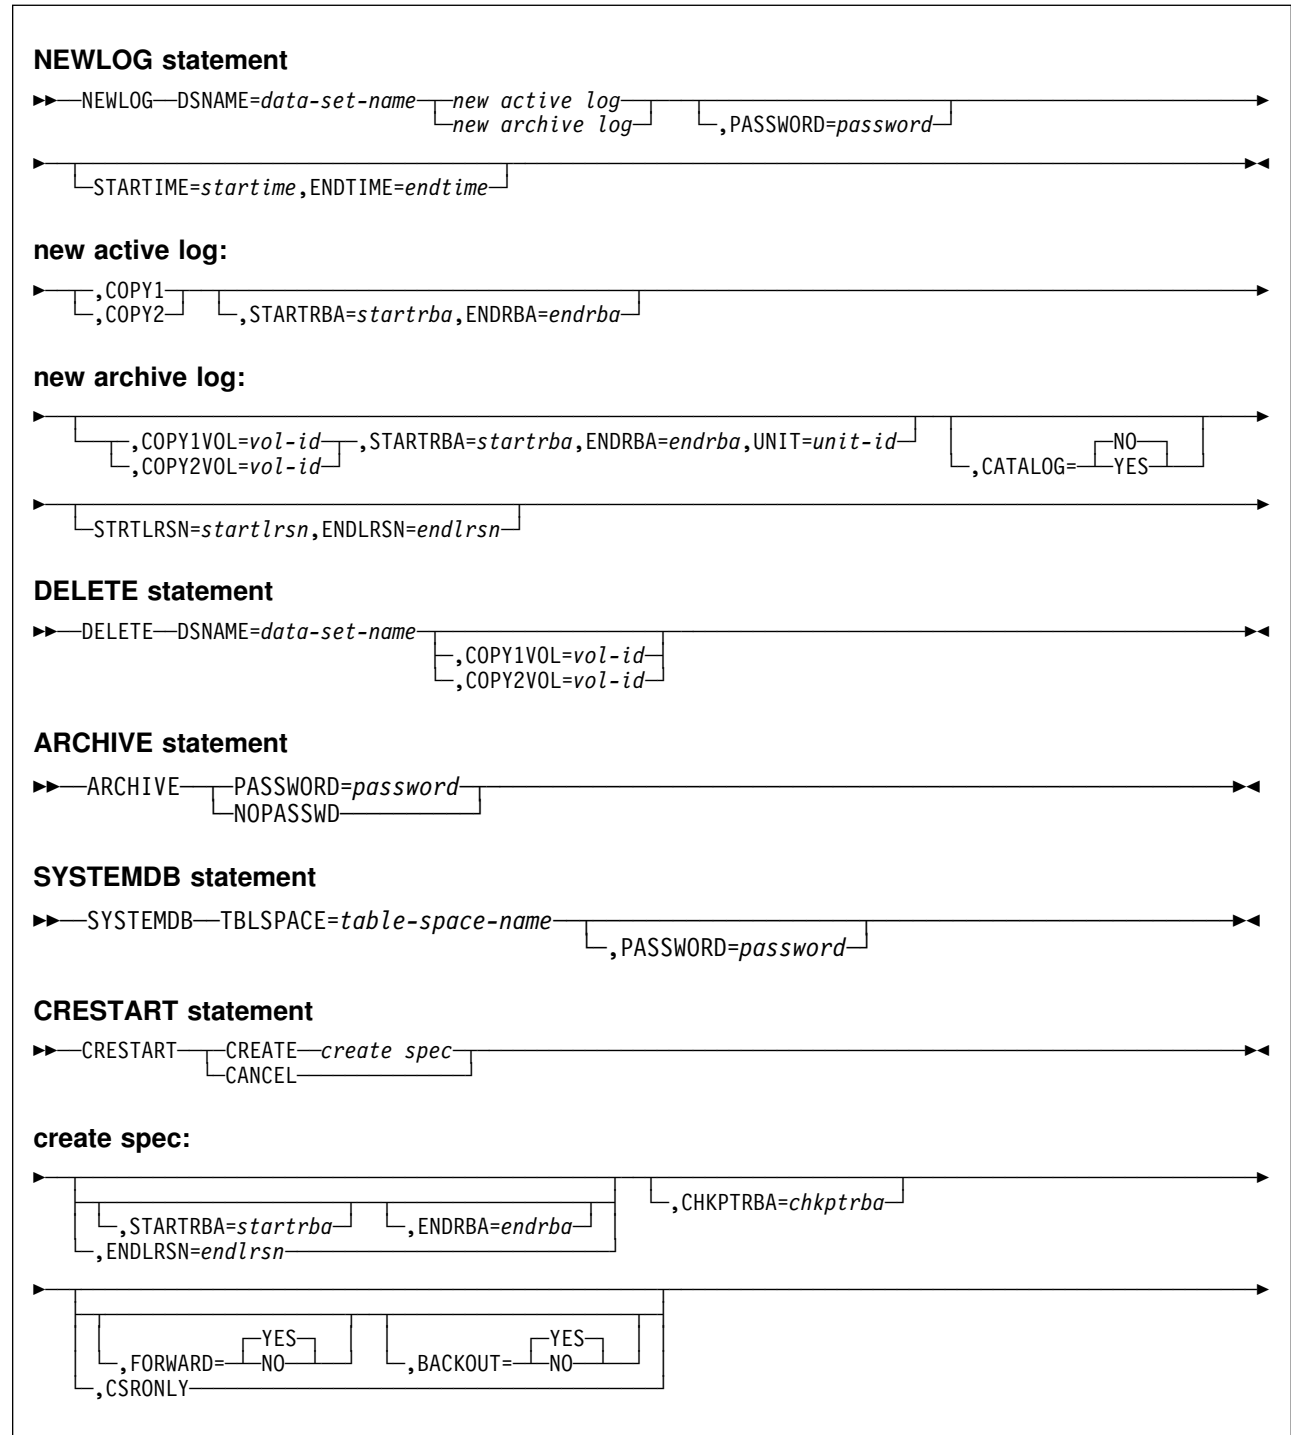 NEWLOG statement
NEWLOG DSNAME=data-set-name new active log
new archive log ,PASSWORD=password
STARTIME=startime,ENDTIME=endtime
new active log:
,COPY1
,COPY2 ,STARTRBA=startrba,ENDRBA=endrba
new archive log:
,COPY1VOL=vol-id ,STARTRBA=startrba,ENDRBA=endrba,UNIT=unit-id NO
,COPY2VOL=vol-id ,CATALOG= YES
STRTLRSN=startlrsn,ENDLRSN=endlrsn
DELETE statement
DELETE DSNAME=data-set-name
,COPY1VOL=vol-id
,COPY2VOL=vol-id
ARCHIVE statement
ARCHIVE PASSWORD=password
NOPASSWD
SYSTEMDB statement
SYSTEMDB TBLSPACE=table-space-name
,PASSWORD=password
CRESTART statement
CRESTART CREATE create spec
CANCEL
create spec:
,CHKPTRBA=chkptrba
,STARTRBA=startrba ,ENDRBA=endrba
,ENDLRSN=endlrsn
YES YES
,FORWARD= NO ,BACKOUT= NO
,CSRONLY